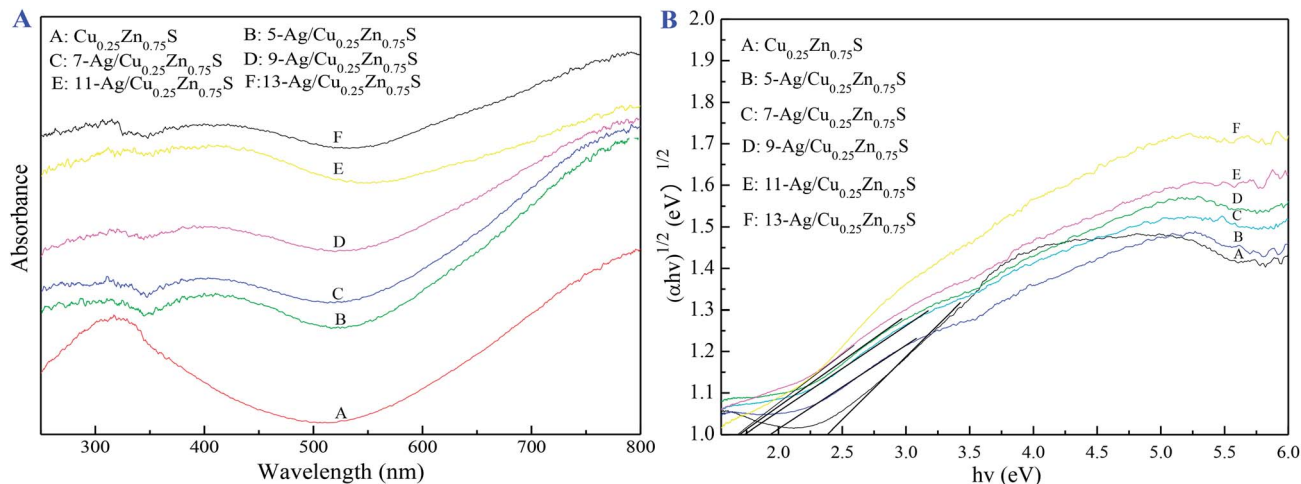 A
A: Cu0.25Zn0.75S
B: 5-Ag/Cu0.25Zn0.75S
C: 7-Ag/Cu0.25Zn0.75S
D: 9-Ag/Cu0.25Zn0.75S
E: 11-Ag/Cu0.25Zn0.75S
F:13-Ag/Cu0.25Zn0.75S
F
E
D
C
B
A
Absorbance
300 400 500 600 700 800
Wavelength (nm)
B
A: Cu0.25Zn0.75S
B: 5-Ag/Cu0.25Zn0.75S
C: 7-Ag/Cu0.25Zn0.75S
D: 9-Ag/Cu0.25Zn0.75S
E: 11-Ag/Cu0.25Zn0.75S
F: 13-Ag/Cu0.25Zn0.75S
F
E
D
C
B
A
(αhν)1/2 (eV) 1/2
2.0
1.9
1.8
1.7
1.6
1.5
1.4
1.3
1.2
1.1
1.0
2.0 2.5 3.0 3.5 4.0 4.5 5.0 5.5 6.0
hν (eV)